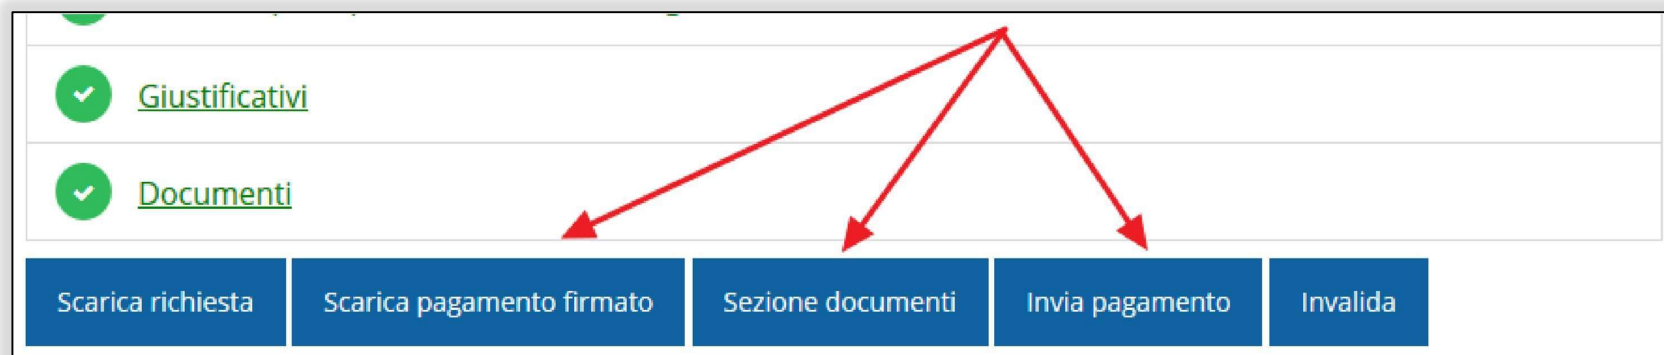 Giustificativi
Documenti
Scarica richiesta Scarica pagamento firmato Sezione documenti Invia pagamento Invalida